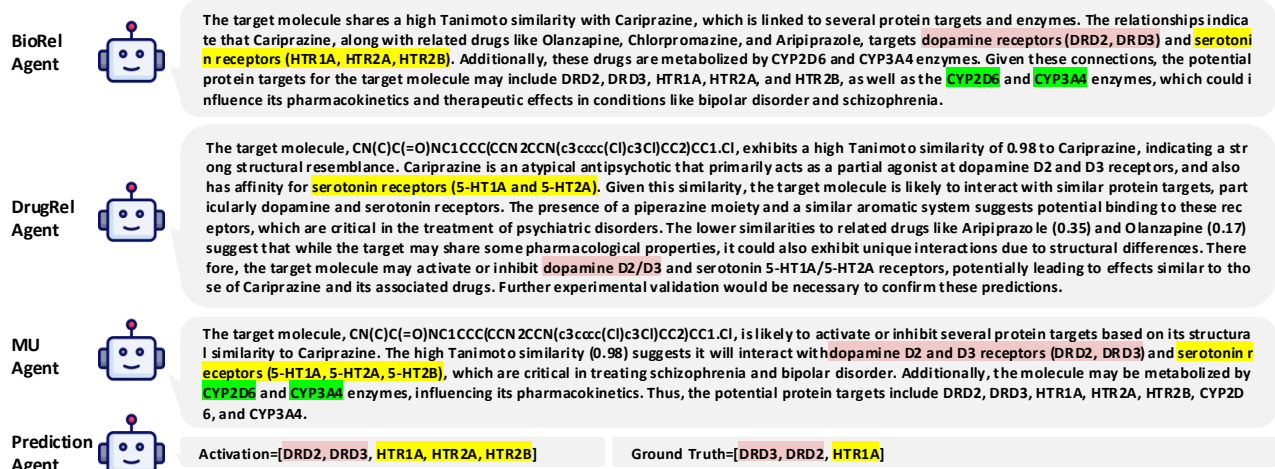 BioRel
Agent
The target molecule shares a high Tanimoto similarity with Cariprazine, which is linked to several protein targets and enzymes. The relationships indica
te that Cariprazine, along with related drugs like Olanzapine, Chlorpromazine, and Aripiprazole, targets dopamine receptors (DRD2, DRD3) and serotoni
n receptors (HTR1A, HTR2A, HTR2B). Additionally, these drugs are metabolized by CYP2D6 and CYP3A4 enzymes. Given these connections, the potential
protein targets for the target molecule may include DRD2, DRD3, HTR1A, HTR2A, and HTR2B, as well as the CYP2D6 and CYP3A4 enzymes, which could i
nfluence its pharmacokinetics and therapeutic effects in conditions like bipolar disorder and schizophrenia.
DrugRel
Agent
The target molecule, CN(C)C(=O)NC1CCC(CCN2CCN(c3cccc(Cl)c3Cl)CC2)CC1.Cl, exhibits a high Tanimoto similarity of 0.98 to Cariprazine, indicating a str
ong structural resemblance. Cariprazine is an atypical antipsychotic that primarily acts as a partial agonist at dopamine D2 and D3 receptors, and also
has affinity for serotonin receptors (5-HT1A and 5-HT2A). Given this similarity, the target molecule is likely to interact with similar protein targets, part
icularly dopamine and serotonin receptors. The presence of a piperazine moiety and a similar aromatic system suggests potential binding to these rec
eptors, which are critical in the treatment of psychiatric disorders. The lower similarities to related drugs like Aripiprazole (0.35) and Olanzapine (0.17)
suggest that while the target may share some pharmacological properties, it could also exhibit unique interactions due to structural differences. There
fore, the target molecule may activate or inhibit dopamine D2/D3 and serotonin 5-HT1A/5-HT2A receptors, potentially leading to effects similar to tho
se of Cariprazine and its associated drugs. Further experimental validation would be necessary to confirm these predictions.
MU
Agent
The target molecule, CN(C)C(=O)NC1CCC(CCN2CCN(c3cccc(Cl)c3Cl)CC2)CC1.Cl, is likely to activate or inhibit several protein targets based on its structura
l similarity to Cariprazine. The high Tanimoto similarity (0.98) suggests it will interact with dopamine D2 and D3 receptors (DRD2, DRD3) and serotonin r
eceptors (5-HT1A, 5-HT2A, 5-HT2B), which are critical in treating schizophrenia and bipolar disorder. Additionally, the molecule may be metabolized by
CYP2D6 and CYP3A4 enzymes, influencing its pharmacokinetics. Thus, the potential protein targets include DRD2, DRD3, HTR1A, HTR2A, HTR2B, CYP2D
6, and CYP3A4.
Prediction
Agent
Activation=[DRD2, DRD3, HTR1A, HTR2A, HTR2B]
Ground Truth=[DRD3, DRD2, HTR1A]